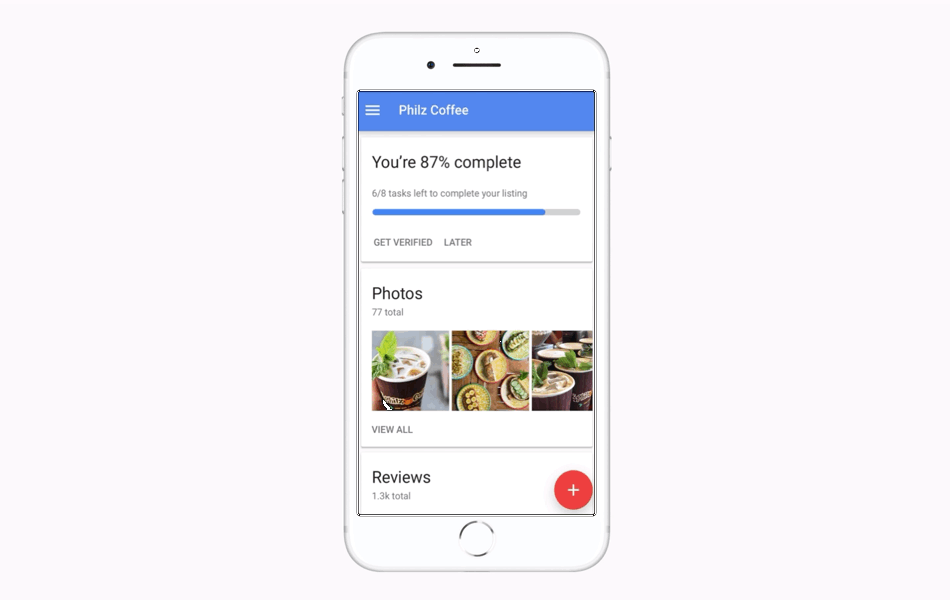 Philz Coffee
You're 87% complete
6/8 tasks left to complete your listing
GET VERIFIED LATER
Photos
77 total
VIEW ALL
Reviews
1.3k total